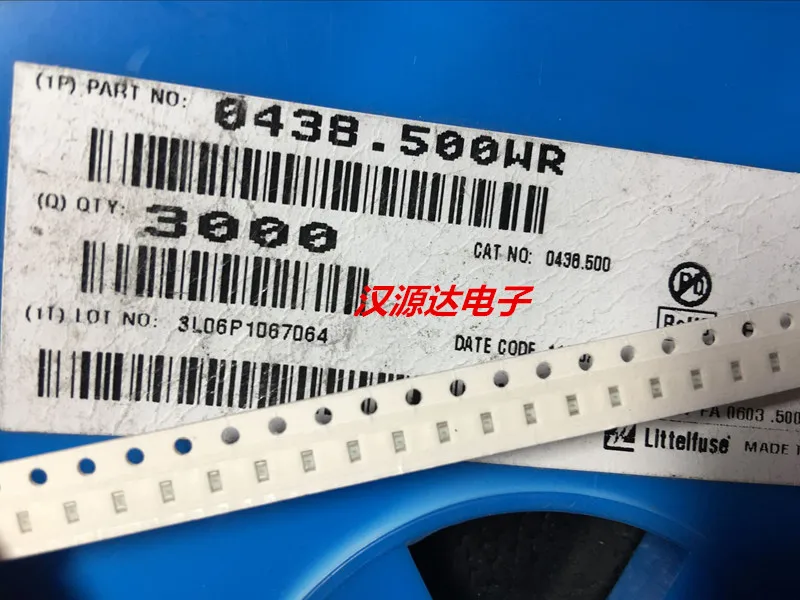 (1P) PART NO: 0438.500WR
(Q) QTY: 3000
CAT NO: 0438.500
汉源达电子
(1T) LOT NO: 3L06P1067064
DATE CODE
Pb
FA 0603 .500
Littelfuse® MADE